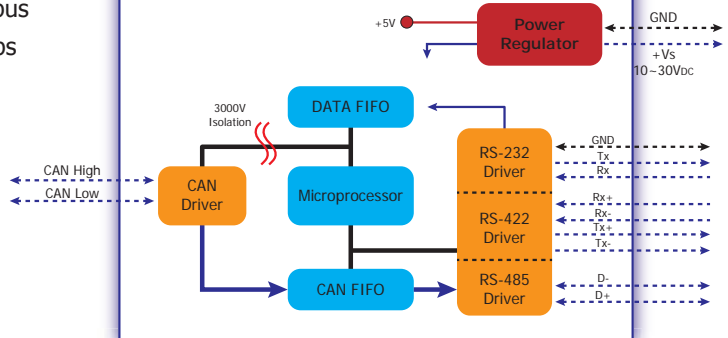 ous
os
+5V
Power
Regulator
GND
+Vs
10~30VDC
3000V
Isolation
DATA FIFO
CAN High
CAN Low
CAN
Driver
Microprocessor
CAN FIFO
RS-232
Driver
RS-422
Driver
RS-485
Driver
GND
Tx
Rx
Rx+
Rx-
Tx+
Tx-
D-
D+